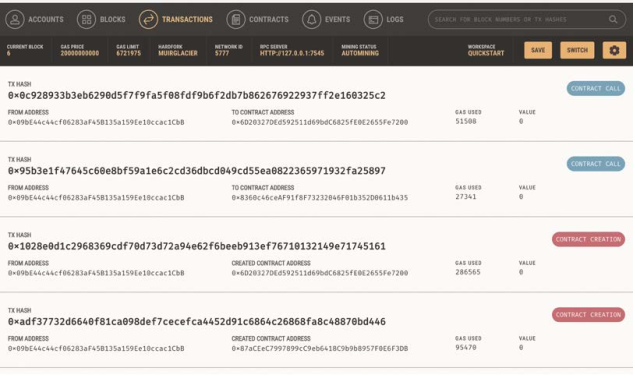 ACCOUNTS BLOCKS TRANSACTIONS CONTRACTS EVENTS LOGS SEARCH FOR BLOCK NUMBERS OR TX HASHES
CURRENT BLOCK GAS PRICE GAS LIMIT HARDFORK NETWORK ID RPC SERVER MINING STATUS WORKSPACE
6 20000000000 6721975 MUIRGLACIER 5777 HTTP://127.0.0.1:7545 AUTOMINING QUICKSTART SAVE SWITCH
TX HASH
0×0c928933b3eb6290d5f7f9fa5f08fdf9b6f2db7b862676922937ff2e160325c2 CONTRACT CALL
FROM ADDRESS TO CONTRACT ADDRESS GAS USED VALUE
0×09bE44c44cf06283aF45B135a159Ee10ccac1CbB 0×6D20327DEd592511d69bdC6825fE0E2655Fe7200 51508 0
TX HASH
0×95b3e1f47645c60e8bf59a1e6c2cd36dbcd049cd55ea0822365971932fa25897 CONTRACT CALL
FROM ADDRESS TO CONTRACT ADDRESS GAS USED VALUE
0×09bE44c44cf06283aF45B135a159Ee10ccac1CbB 0×8360c46ceAF91f8F73232046F01b352D0611b435 27341 0
TX HASH
0×1028e0d1c2968369cdf70d73d72a94e62f6beeb913ef76710132149e71745161 CONTRACT CREATION
FROM ADDRESS CREATED CONTRACT ADDRESS GAS USED VALUE
0×09bE44c44cf06283aF45B135a159Ee10ccac1CbB 0×6D20327DEd592511d69bdC6825fE0E2655Fe7200 286565 0
TX HASH
0×adf37732d6640f81ca098def7cecefca4452d91c6864c26868fa8c48870bd446 CONTRACT CREATION
FROM ADDRESS CREATED CONTRACT ADDRESS GAS USED VALUE
0×09bE44c44cf06283aF45B135a159Ee10ccac1CbB 0×87aCEeC7997899cC9eb6418C9b9b8957F0E6F3DB 95470 0